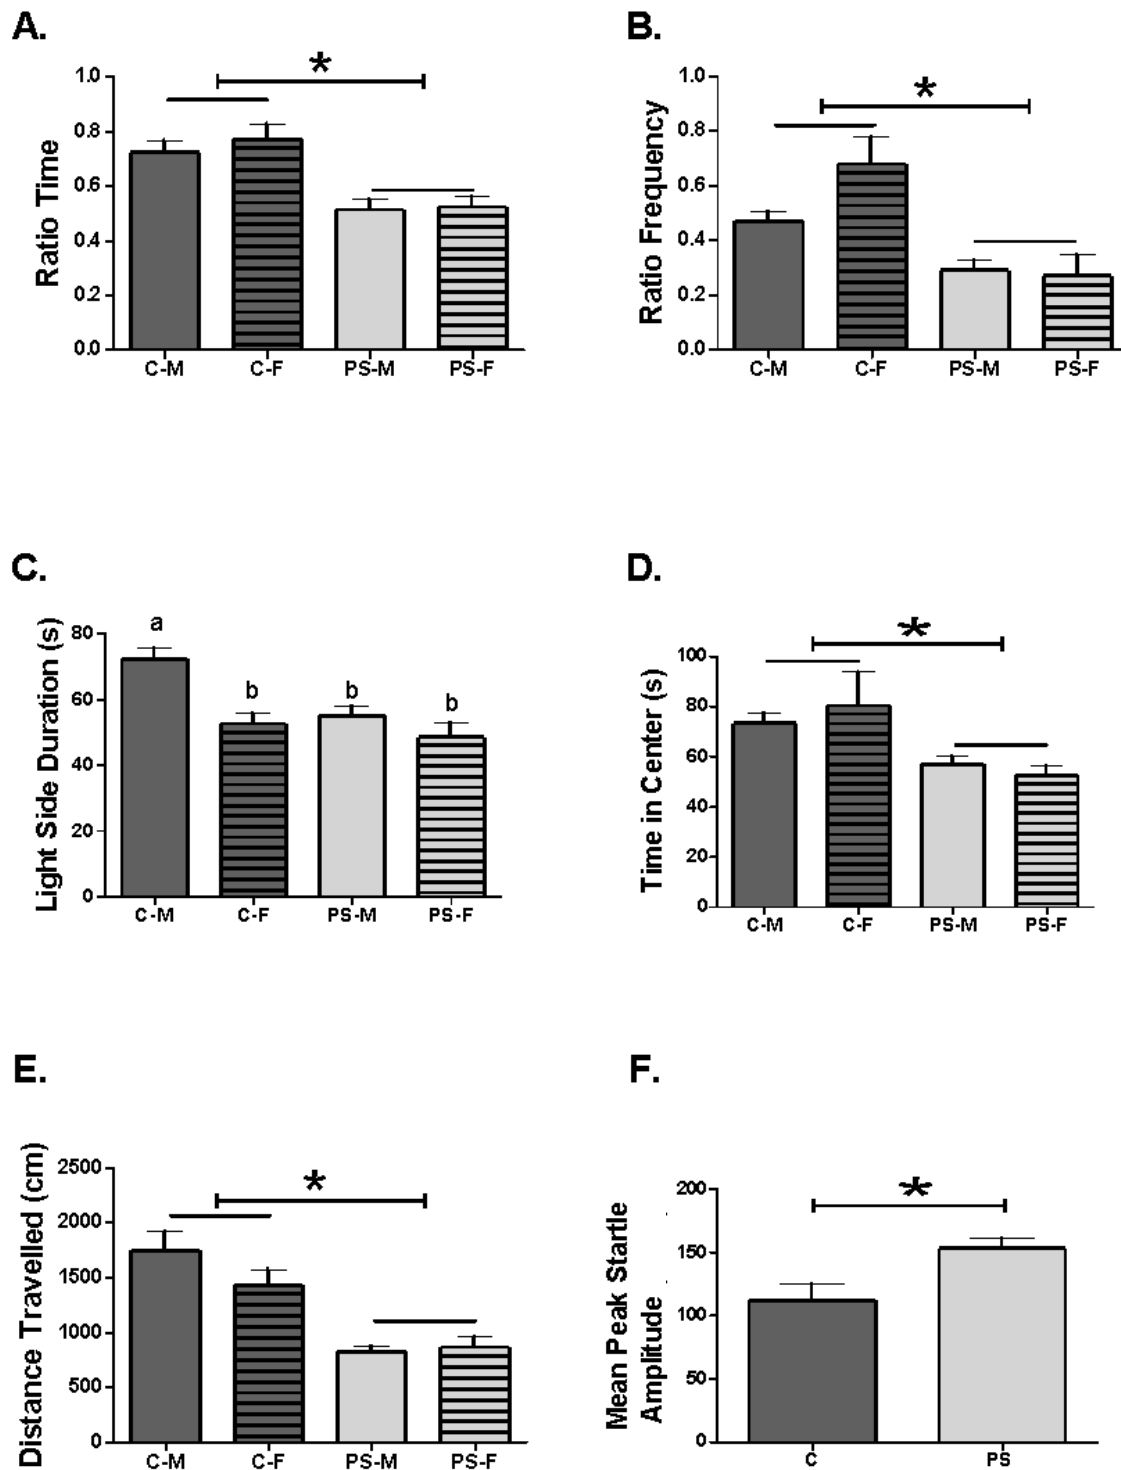 A.
*
1.0
0.8
0.6
0.4
0.2
0.0
Ratio Time
C-M C-F PS-M PS-F
B.
*
1.0
0.8
0.6
0.4
0.2
0.0
Ratio Frequency
C-M C-F PS-M PS-F
C.
80
60
40
20
0
Light Side Duration (s)
a
b
b
b
C-M C-F PS-M PS-F
D.
*
100
80
60
40
20
0
Time in Center (s)
C-M C-F PS-M PS-F
E.
*
2500
2000
1500
1000
500
0
Distance Travelled (cm)
C-M C-F PS-M PS-F
F.
*
200
150
100
50
0
Mean Peak Startle
Amplitude
C PS